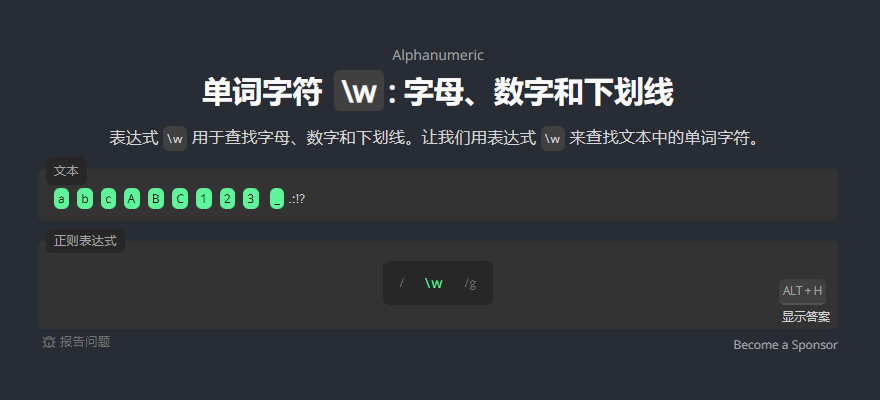 Alphanumeric
单词字符 \w : 字母、数字和下划线
表达式 \w 用于查找字母、数字和下划线。让我们用表达式 \w 来查找文本中的单词字符。
文本
a b c A B C 1 2 3 _ .:!?
正则表达式
/ \w /g
ALT + H
显示答案
报告问题
Become a Sponsor